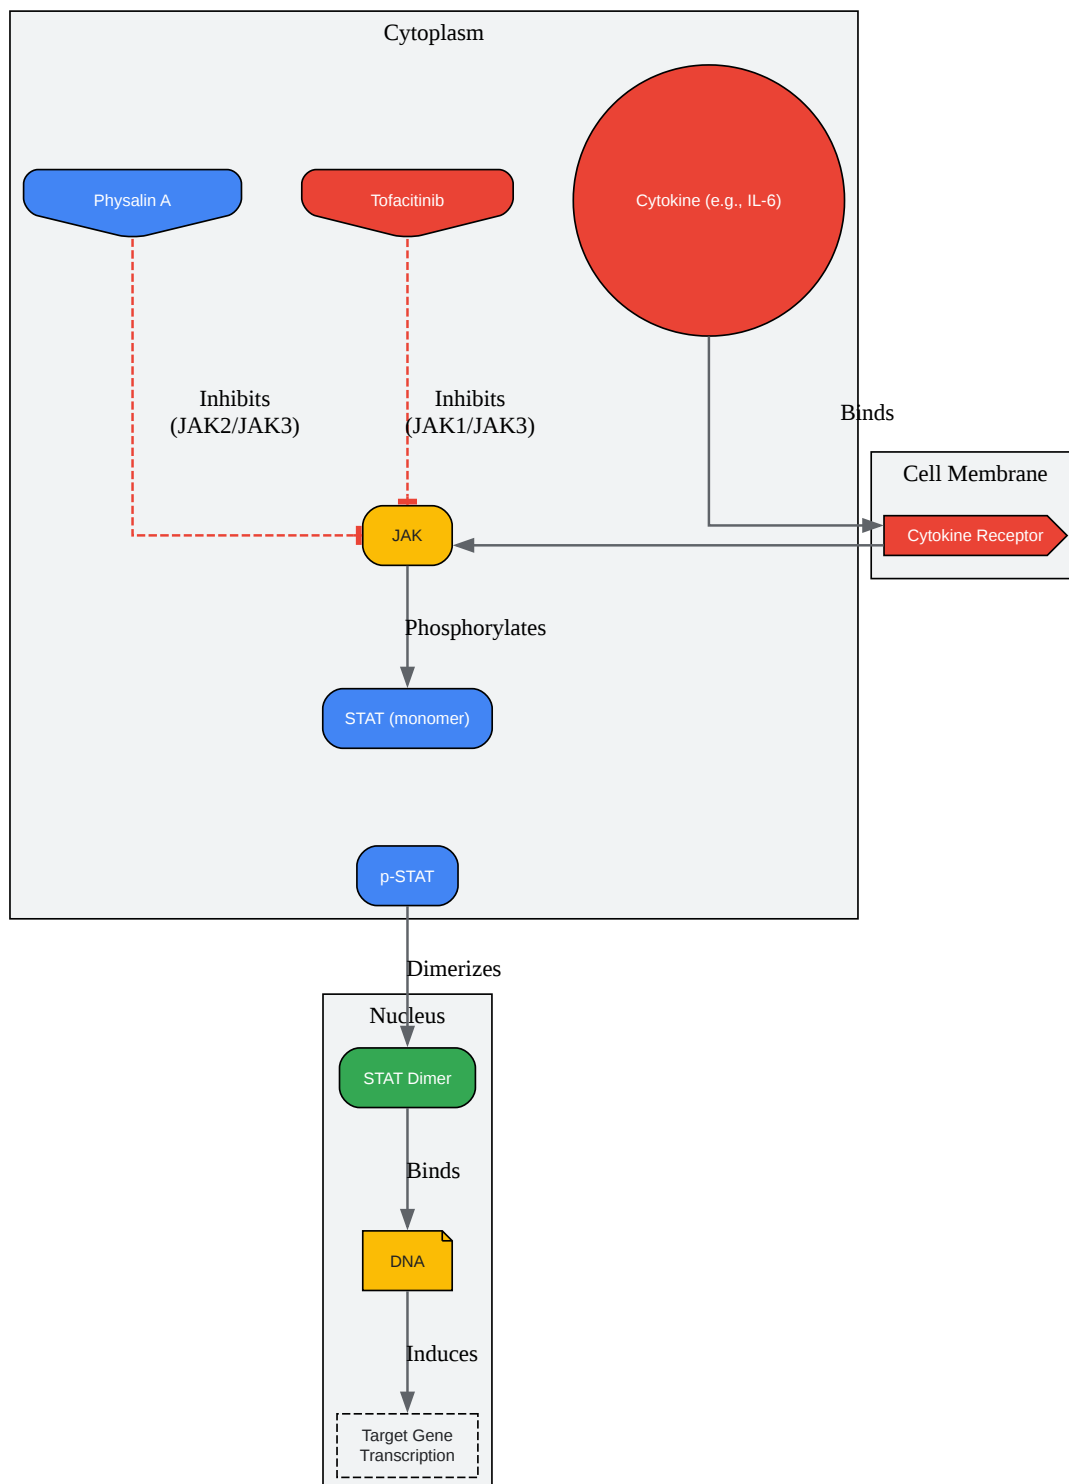 Cytoplasm
Physalin A
Tofacitinib
Cytokine (e.g., IL-6)
Inhibits
(JAK2/JAK3)
Inhibits
(JAK1/JAK3)
Binds
Cell Membrane
Cytokine Receptor
JAK
Phosphorylates
STAT (monomer)
p-STAT
Dimerizes
Nucleus
STAT Dimer
Binds
DNA
Induces
Target Gene
Transcription